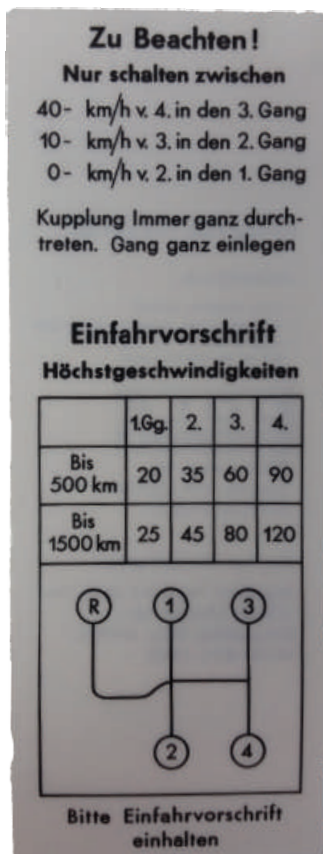 Zu Beachten!
Nur schalten zwischen
40- km/h v. 4. in den 3. Gang
10- km/h v. 3. in den 2. Gang
0- km/h v. 2. in den 1. Gang
Kupplung Immer ganz durch-
treten. Gang ganz einlegen
Einfahrvorschrift
Höchstgeschwindigkeiten
1.Gg. 2. 3. 4.
Bis
500 km 20 35 60 90
Bis
1500 km 25 45 80 120
R 1 3
2 4
Bitte Einfahrvorschrift
einhalten